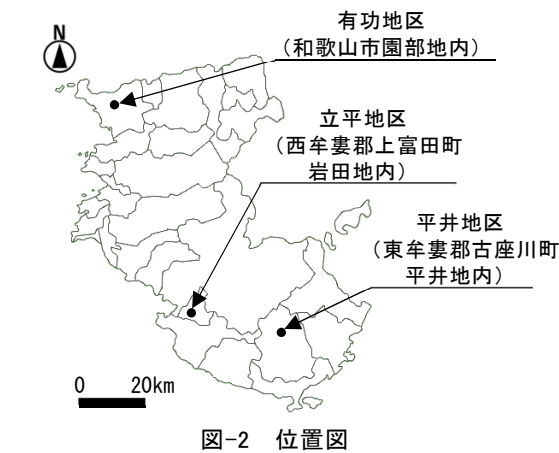 N
有功地区
（和歌山市園部地内）
立平地区
（西牟婁郡上富田町
岩田地内）
平井地区
（東牟婁郡古座川町
平井地内）
0 20km
図-2 位置図